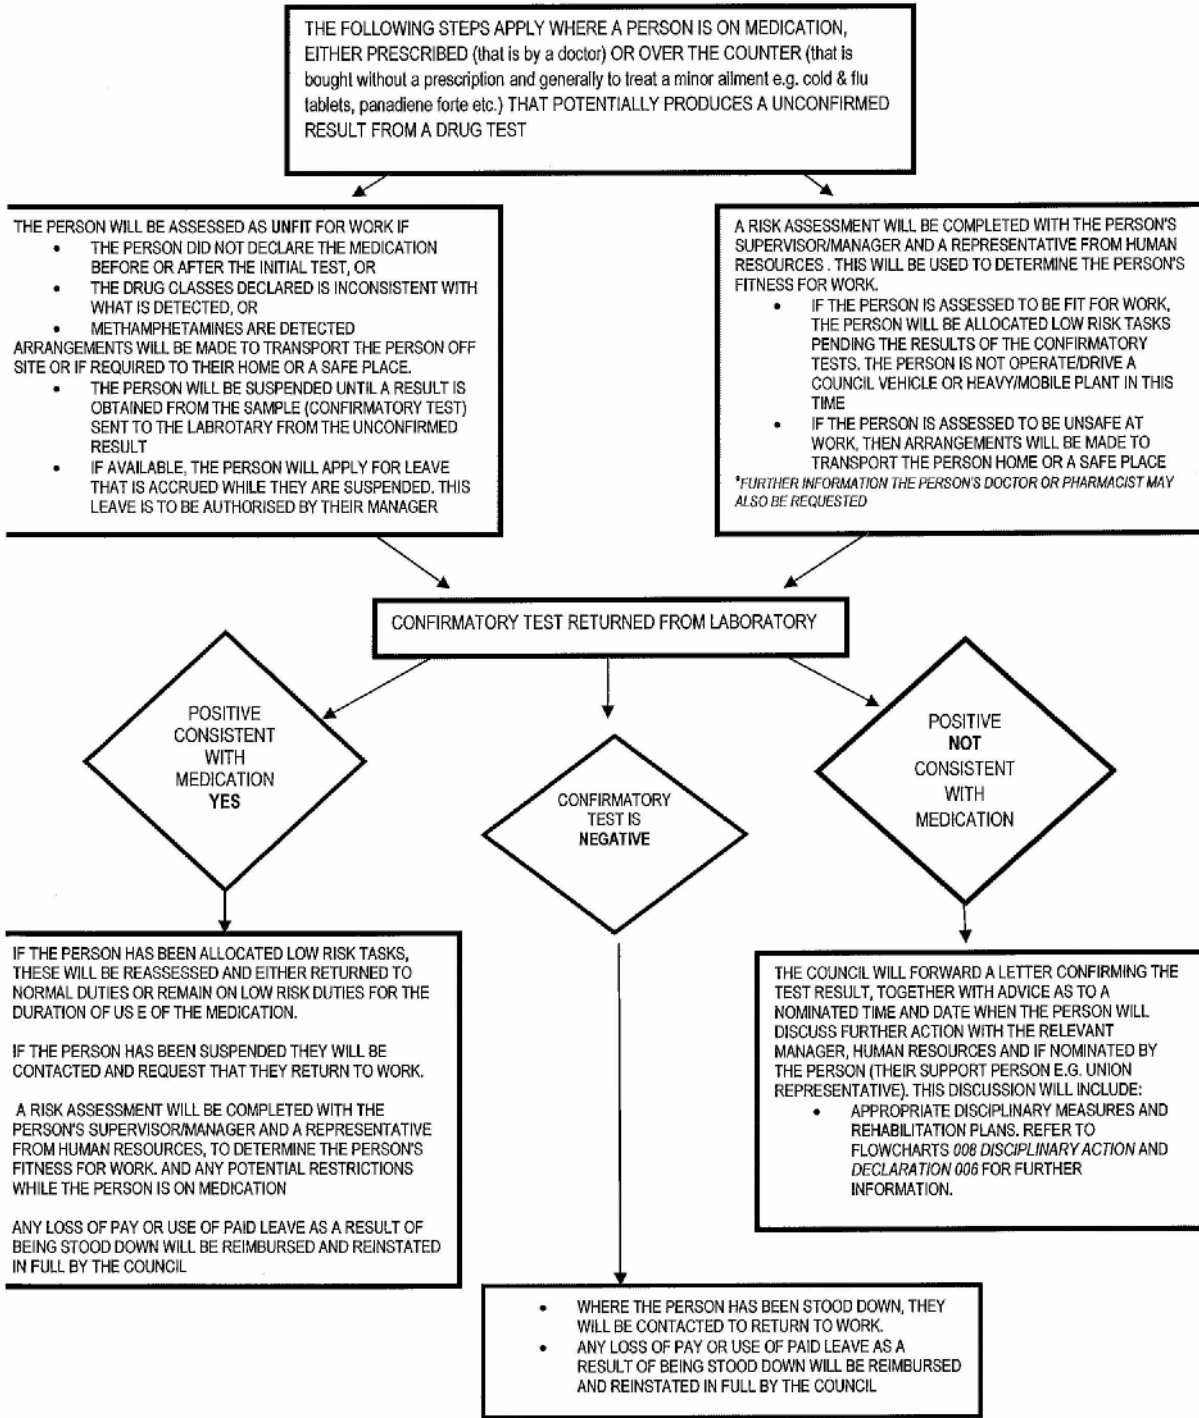 THE FOLLOWING STEPS APPLY WHERE A PERSON IS ON MEDICATION,
EITHER PRESCRIBED (that is by a doctor) OR OVER THE COUNTER (that is
bought without a prescription and generally to treat a minor ailment e.g. cold & flu
tablets, panadiene forte etc.) THAT POTENTIALLY PRODUCES A UNCONFIRMED
RESULT FROM A DRUG TEST
THE PERSON WILL BE ASSESSED AS UNFIT FOR WORK IF
• THE PERSON DID NOT DECLARE THE MEDICATION
BEFORE OR AFTER THE INITIAL TEST, OR
• THE DRUG CLASSES DECLARED IS INCONSISTENT WITH
WHAT IS DETECTED, OR
• METHAMPHETAMINES ARE DETECTED
ARRANGEMENTS WILL BE MADE TO TRANSPORT THE PERSON OFF
SITE OR IF REQUIRED TO THEIR HOME OR A SAFE PLACE.
• THE PERSON WILL BE SUSPENDED UNTIL A RESULT IS
OBTAINED FROM THE SAMPLE (CONFIRMATORY TEST)
SENT TO THE LABROTARY FROM THE UNCONFIRMED
RESULT
• IF AVAILABLE, THE PERSON WILL APPLY FOR LEAVE
THAT IS ACCRUED WHILE THEY ARE SUSPENDED. THIS
LEAVE IS TO BE AUTHORISED BY THEIR MANAGER
A RISK ASSESSMENT WILL BE COMPLETED WITH THE PERSON'S
SUPERVISOR/MANAGER AND A REPRESENTATIVE FROM HUMAN
RESOURCES . THIS WILL BE USED TO DETERMINE THE PERSON'S
FITNESS FOR WORK.
• IF THE PERSON IS ASSESSED TO BE FIT FOR WORK,
THE PERSON WILL BE ALLOCATED LOW RISK TASKS
PENDING THE RESULTS OF THE CONFIRMATORY
TESTS. THE PERSON IS NOT OPERATE/DRIVE A
COUNCIL VEHICLE OR HEAVY/MOBILE PLANT IN THIS
TIME
• IF THE PERSON IS ASSESSED TO BE UNSAFE AT
WORK, THEN ARRANGEMENTS WILL BE MADE TO
TRANSPORT THE PERSON HOME OR A SAFE PLACE
*FURTHER INFORMATION THE PERSON'S DOCTOR OR PHARMACIST MAY
ALSO BE REQUESTED
CONFIRMATORY TEST RETURNED FROM LABORATORY
POSITIVE
CONSISTENT
WITH
MEDICATION
YES
CONFIRMATORY
TEST IS
NEGATIVE
POSITIVE
NOT
CONSISTENT
WITH
MEDICATION
IF THE PERSON HAS BEEN ALLOCATED LOW RISK TASKS,
THESE WILL BE REASSESSED AND EITHER RETURNED TO
NORMAL DUTIES OR REMAIN ON LOW RISK DUTIES FOR THE
DURATION OF US E OF THE MEDICATION.
IF THE PERSON HAS BEEN SUSPENDED THEY WILL BE
CONTACTED AND REQUEST THAT THEY RETURN TO WORK.
A RISK ASSESSMENT WILL BE COMPLETED WITH THE
PERSON'S SUPERVISOR/MANAGER AND A REPRESENTATIVE
FROM HUMAN RESOURCES, TO DETERMINE THE PERSON'S
FITNESS FOR WORK. AND ANY POTENTIAL RESTRICTIONS
WHILE THE PERSON IS ON MEDICATION
ANY LOSS OF PAY OR USE OF PAID LEAVE AS A RESULT OF
BEING STOOD DOWN WILL BE REIMBURSED AND REINSTATED
IN FULL BY THE COUNCIL
THE COUNCIL WILL FORWARD A LETTER CONFIRMING THE
TEST RESULT, TOGETHER WITH ADVICE AS TO A
NOMINATED TIME AND DATE WHEN THE PERSON WILL
DISCUSS FURTHER ACTION WITH THE RELEVANT
MANAGER, HUMAN RESOURCES AND IF NOMINATED BY
THE PERSON (THEIR SUPPORT PERSON E.G. UNION
REPRESENTATIVE). THIS DISCUSSION WILL INCLUDE:
• APPROPRIATE DISCIPLINARY MEASURES AND
REHABILITATION PLANS. REFER TO
FLOWCHARTS 008 DISCIPLINARY ACTION AND
DECLARATION 006 FOR FURTHER
INFORMATION.
• WHERE THE PERSON HAS BEEN STOOD DOWN, THEY
WILL BE CONTACTED TO RETURN TO WORK.
• ANY LOSS OF PAY OR USE OF PAID LEAVE AS A
RESULT OF BEING STOOD DOWN WILL BE REIMBURSED
AND REINSTATED IN FULL BY THE COUNCIL